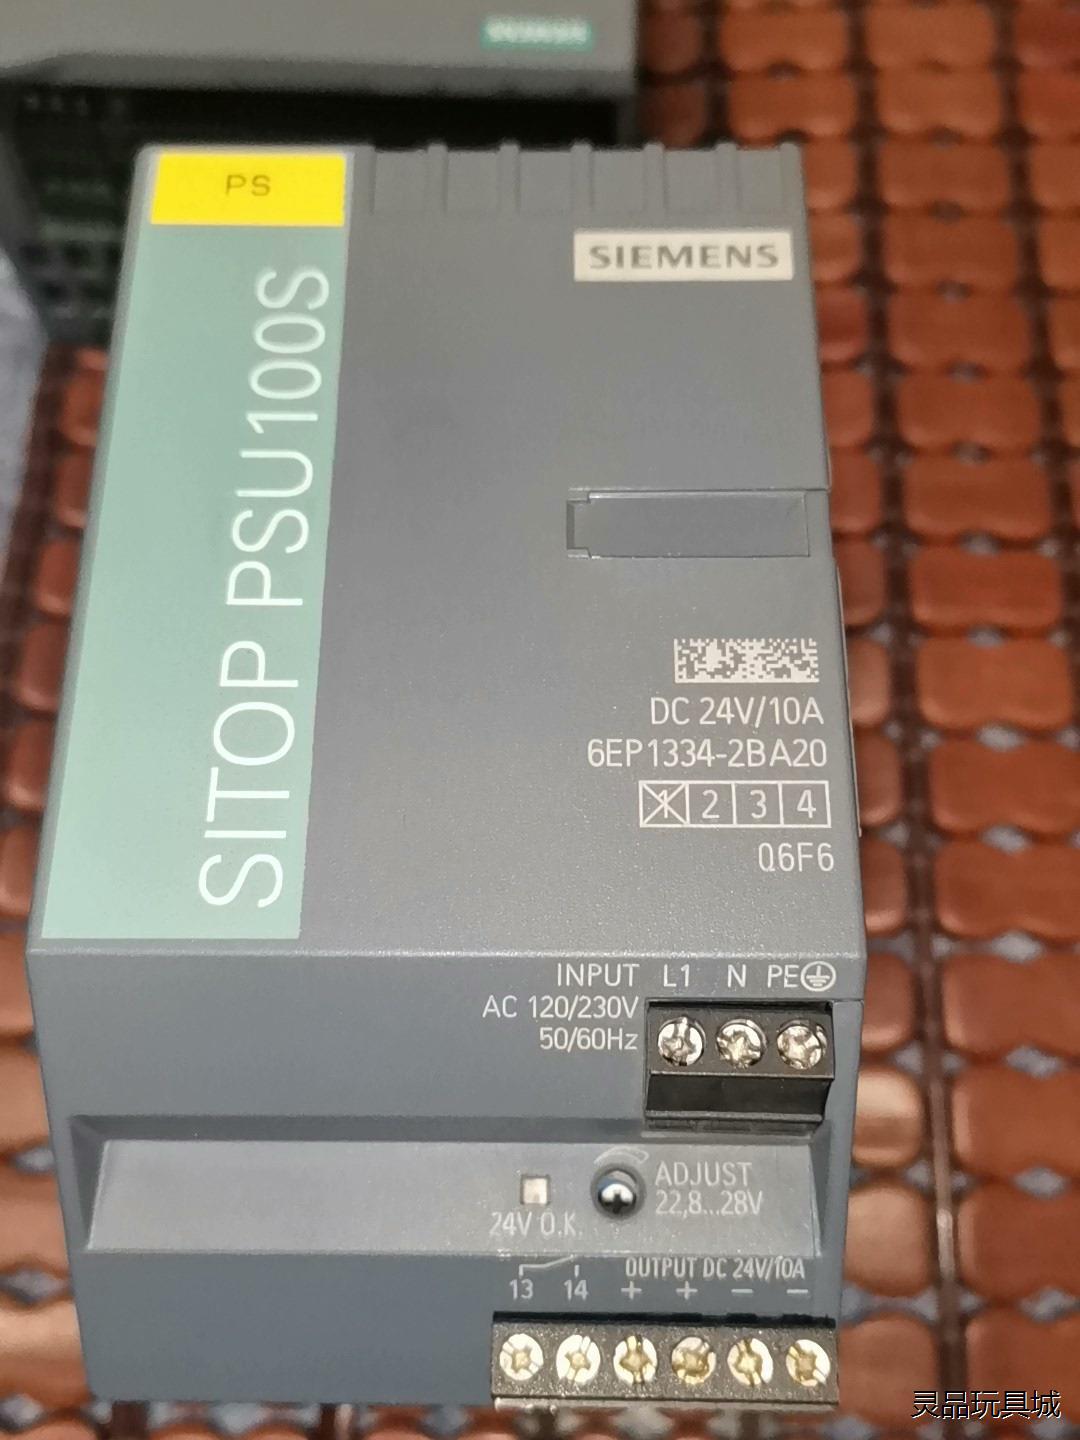 PS
SIEMENS
SITOP PSU100S
DC 24V/10A
6EP1334-2BA20
1 2 3 4
Q6F6
INPUT L1 N PE
AC 120/230V
50/60Hz
ADJUST
22,8...28V
24V O.K.
OUTPUT DC 24V/10A
13 14 + + − −
灵品玩具城